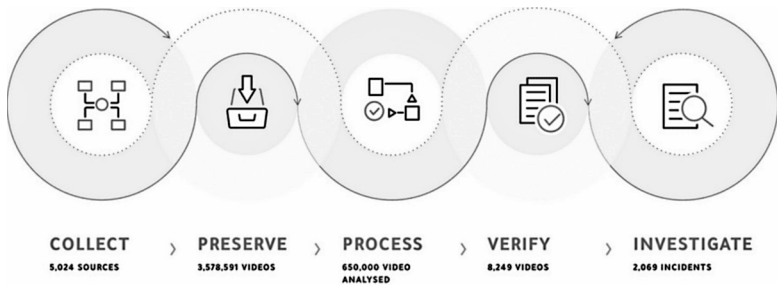 COLLECT > PRESERVE > PROCESS > VERIFY > INVESTIGATE
5,024 SOURCES 3,578,591 VIDEOS 650,000 VIDEO 8,249 VIDEOS 2,069 INCIDENTS
ANALYSED